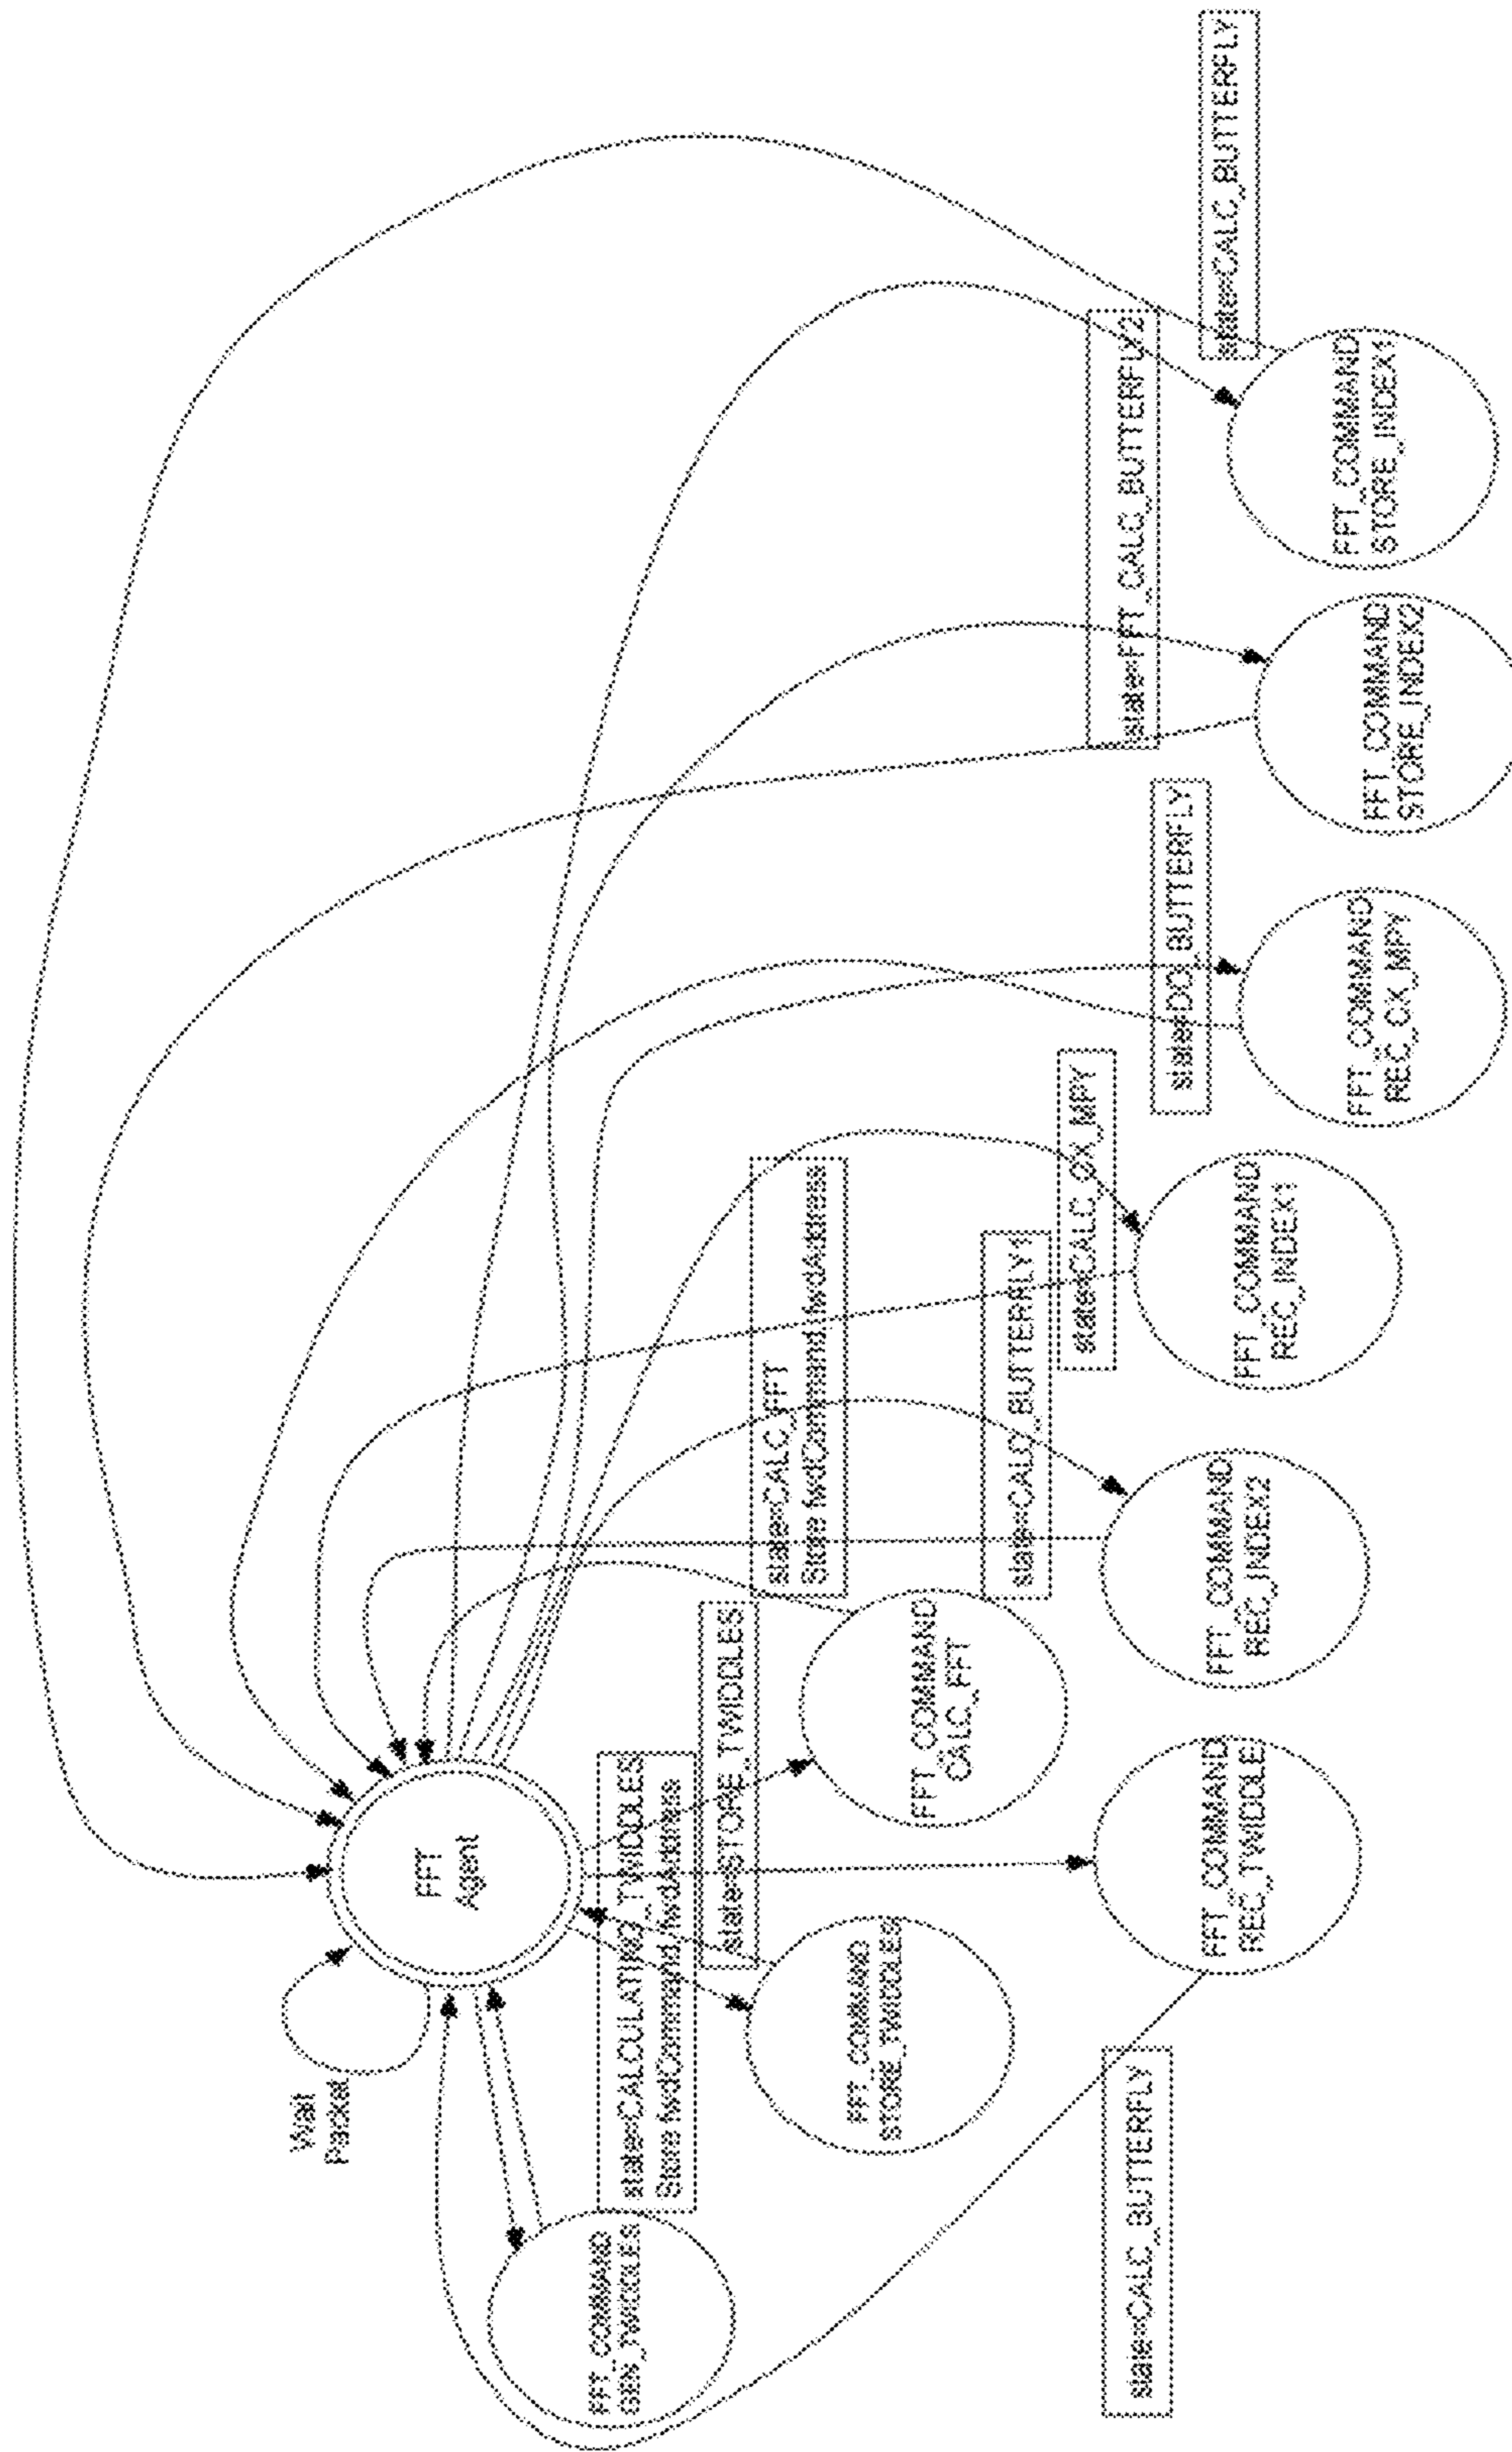 Wait
Packet
FFT
Agent
FFT_COMMAND
GEN_TWIDDLES
state=CALCULATING_TWIDDLES
Store fwdCommand,fwdAddress
state=STORE_TWIDDLES
FFT_COMMAND
STORE_TWIDDLES
state=CALC_FFT
Store fwdCommand,fwdAddress
FFT_COMMAND
CALC_FFT
state=CALC_BUTTERFLY
FFT_COMMAND
REC_TWIDDLE
state=CALC_BUTTERFLY1
FFT_COMMAND
REC_INDEX2
state=CALC_CX_MPY
FFT_COMMAND
REC_INDEX1
state=DO_BUTTERFLY
FFT_COMMAND
REC_CX_MPY
state=FFT_CALC_BUTTERFLY2
FFT_COMMAND
STORE_INDEX2
state=CALC_BUTTERFLY
FFT_COMMAND
STORE_INDEX1